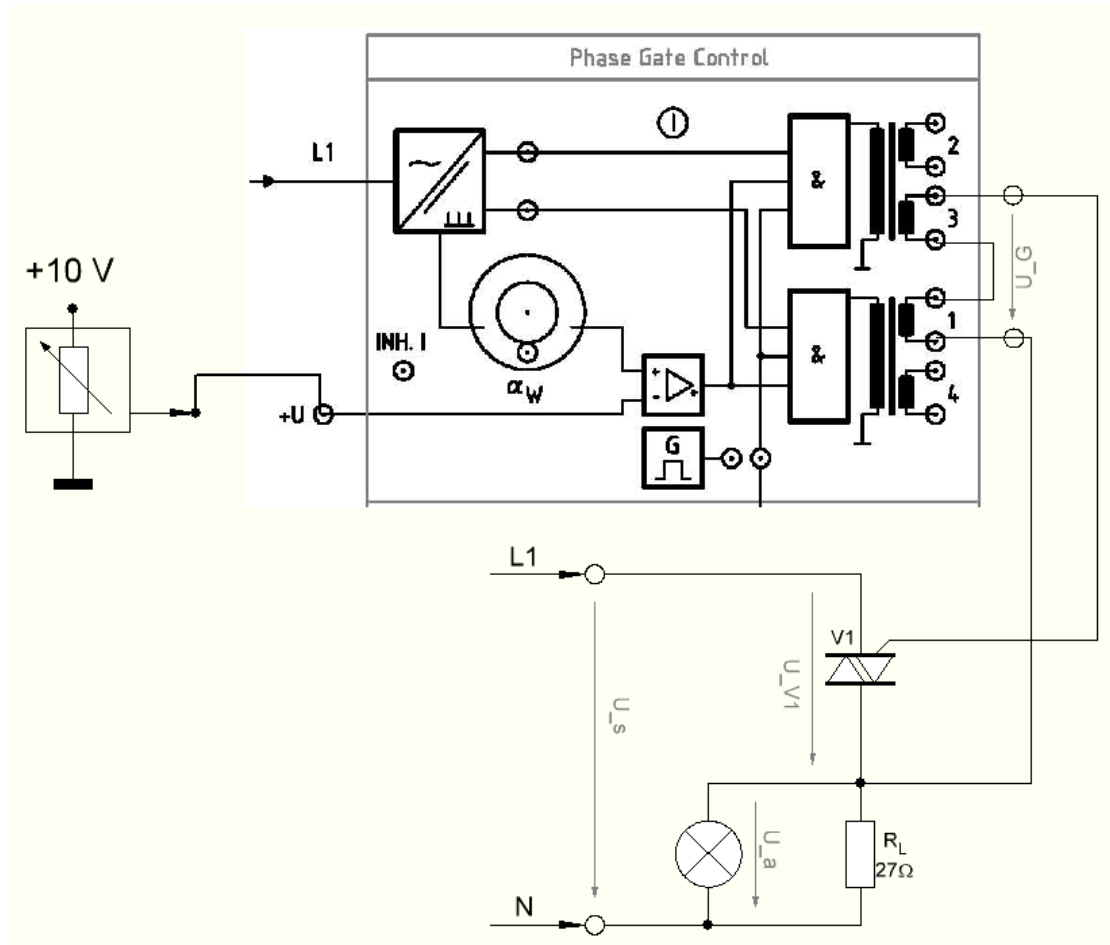 Phase Gate Control
L1
I
&
2
3
+10 V
INH. I
α_W
+U
+
-
+
G
&
1
4
U_G
L1
V1
U_V1
U_s
U_a
R_L
27Ω
N